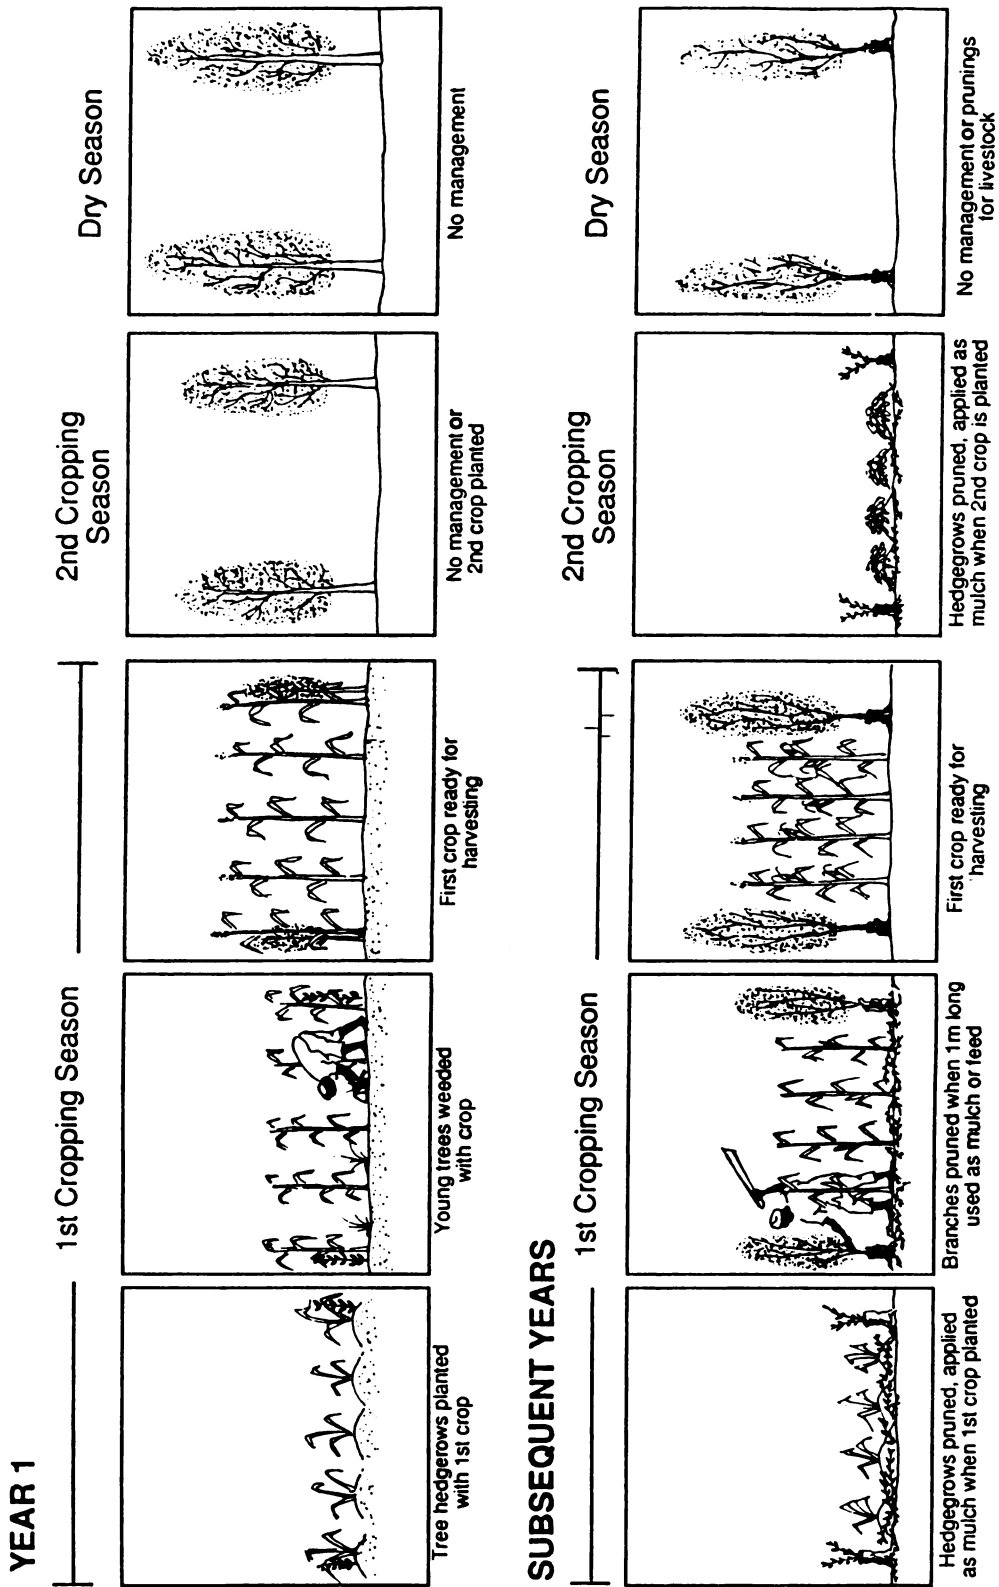 YEAR 1
1st Cropping Season
2nd Cropping
Season
Dry Season
Tree hedgerows planted
with 1st crop
Young trees weeded
with crop
First crop ready for
harvesting
No management or
2nd crop planted
No management
SUBSEQUENT YEARS
1st Cropping Season
2nd Cropping
Season
Dry Season
Hedgegrows pruned, applied
as mulch when 1st crop planted
Branches pruned when 1m long
used as mulch or feed
First crop ready for
harvesting
Hedgegrows pruned, applied as
mulch when 2nd crop is planted
No management or prunings
for livestock